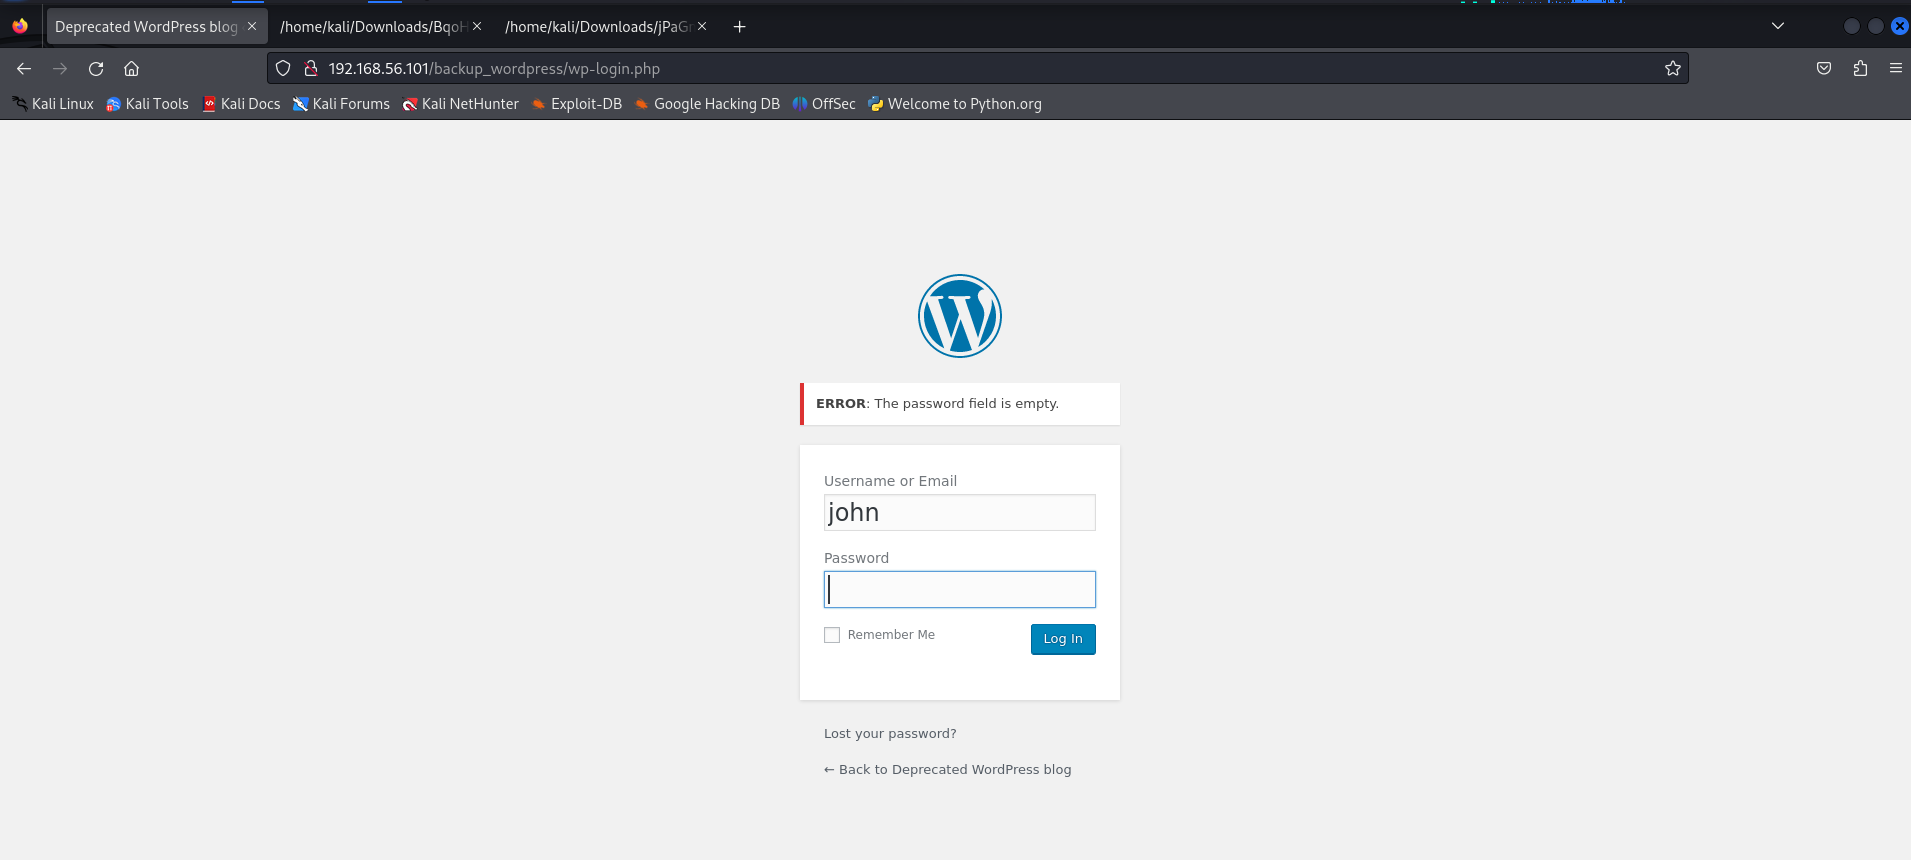 Deprecated WordPress blog
/home/kali/Downloads/BqoH
/home/kali/Downloads/jPaGr
192.168.56.101/backup_wordpress/wp-login.php
Kali Linux Kali Tools Kali Docs Kali Forums Kali NetHunter Exploit-DB Google Hacking DB OffSec Welcome to Python.org
ERROR: The password field is empty.
Username or Email
john
Password
Remember Me
Log In
Lost your password?
← Back to Deprecated WordPress blog